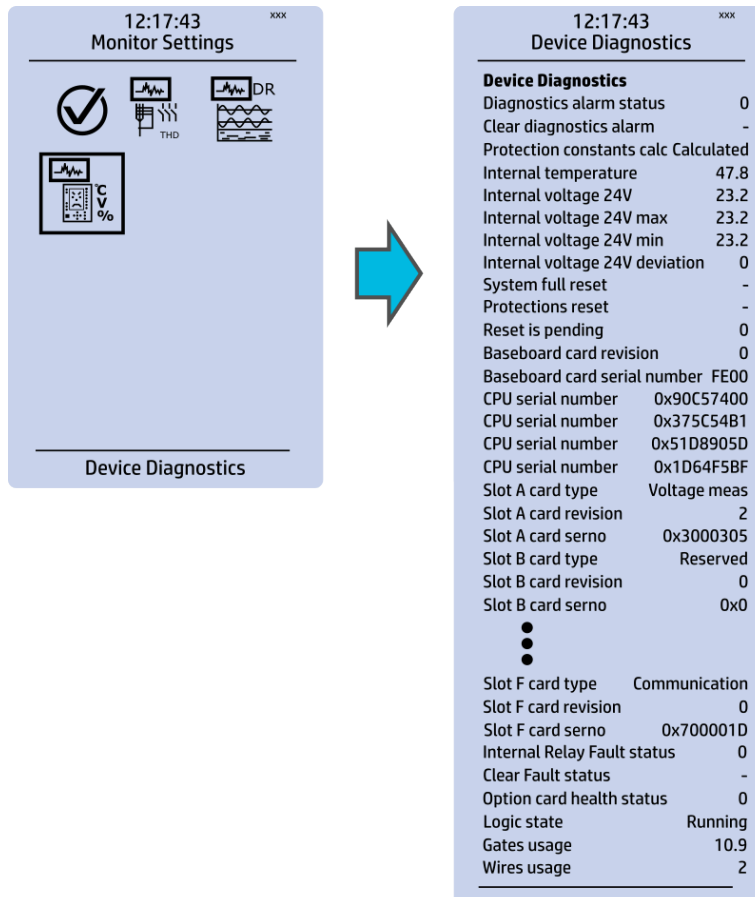 12:17:43 xxx
Monitor Settings
DR
THD
°C
V
%
Device Diagnostics
12:17:43 xxx
Device Diagnostics
Device Diagnostics
Diagnostics alarm status 0
Clear diagnostics alarm -
Protection constants calc Calculated
Internal temperature 47.8
Internal voltage 24V 23.2
Internal voltage 24V max 23.2
Internal voltage 24V min 23.2
Internal voltage 24V deviation 0
System full reset -
Protections reset -
Reset is pending 0
Baseboard card revision 0
Baseboard card serial number FE00
CPU serial number 0x90C57400
CPU serial number 0x375C54B1
CPU serial number 0x51D8905D
CPU serial number 0x1D64F5BF
Slot A card type Voltage meas
Slot A card revision 2
Slot A card serno 0x3000305
Slot B card type Reserved
Slot B card revision 0
Slot B card serno 0x0
Slot F card type Communication
Slot F card revision 0
Slot F card serno 0x700001D
Internal Relay Fault status 0
Clear Fault status -
Option card health status 0
Logic state Running
Gates usage 10.9
Wires usage 2